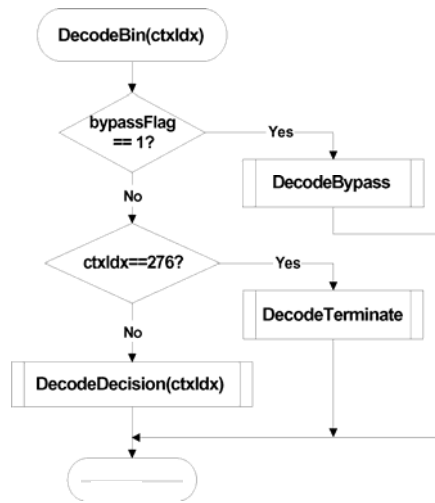 DecodeBin(ctxIdx)
bypassFlag
== 1?
Yes
DecodeBypass
No
ctxIdx==276?
Yes
DecodeTerminate
No
DecodeDecision(ctxIdx)